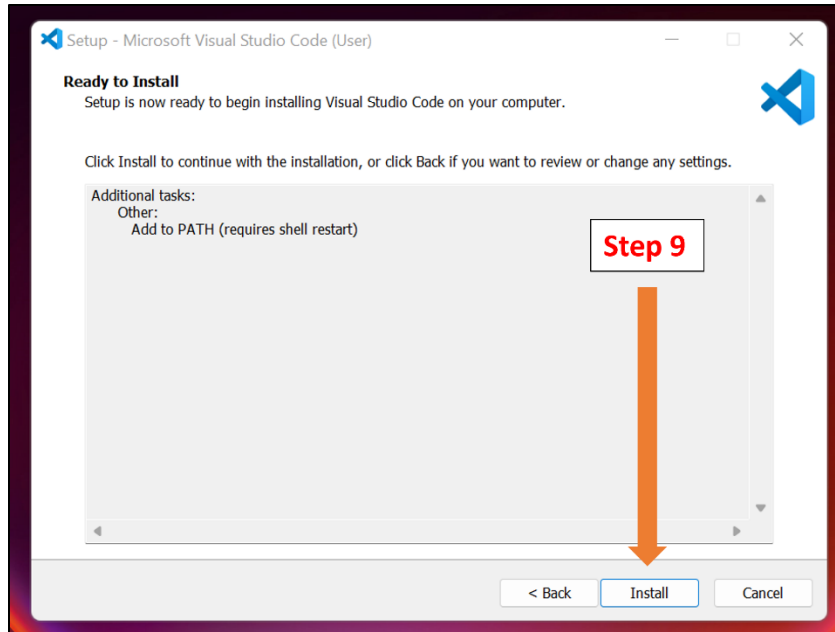 Setup - Microsoft Visual Studio Code (User)
Ready to Install
Setup is now ready to begin installing Visual Studio Code on your computer.
Click Install to continue with the installation, or click Back if you want to review or change any settings.
Additional tasks:
Other:
Add to PATH (requires shell restart)
Step 9
< Back
Install
Cancel